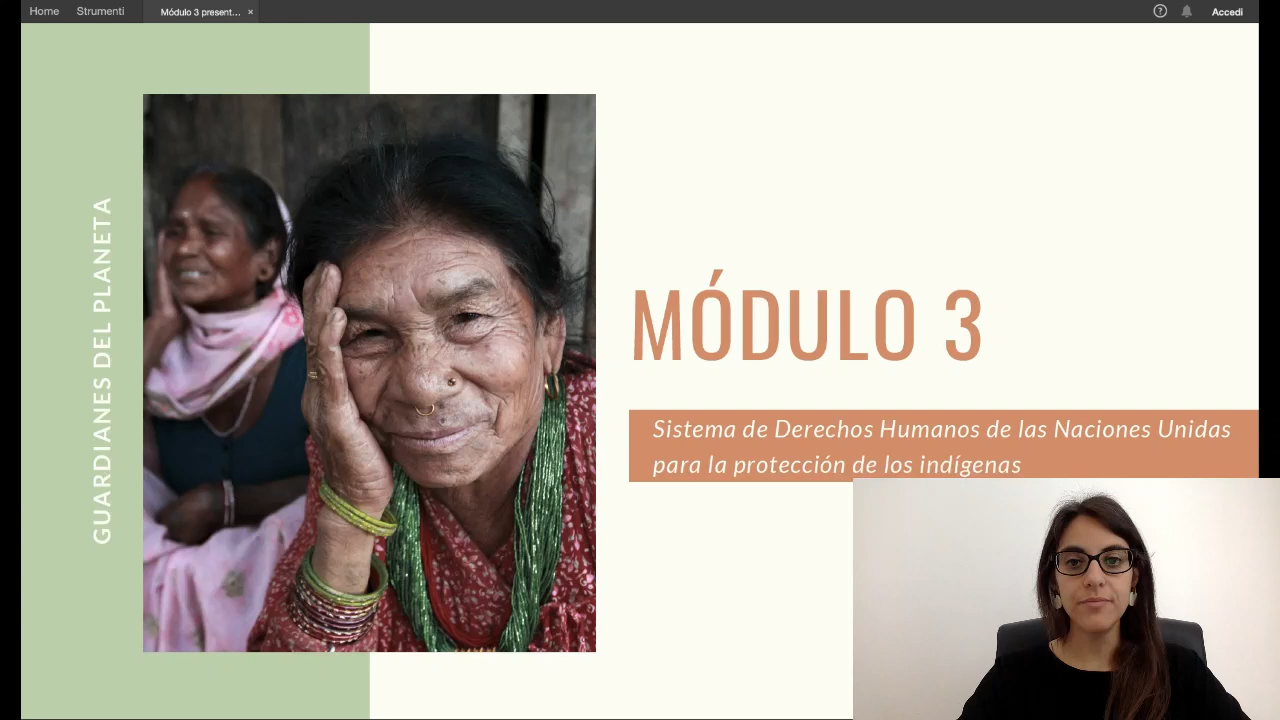 Home Strumenti Módulo 3 present... × ? Accedi
GUARDIANES DEL PLANETA
MÓDULO 3
Sistema de Derechos Humanos de las Naciones Unidas
para la protección de los indígenas